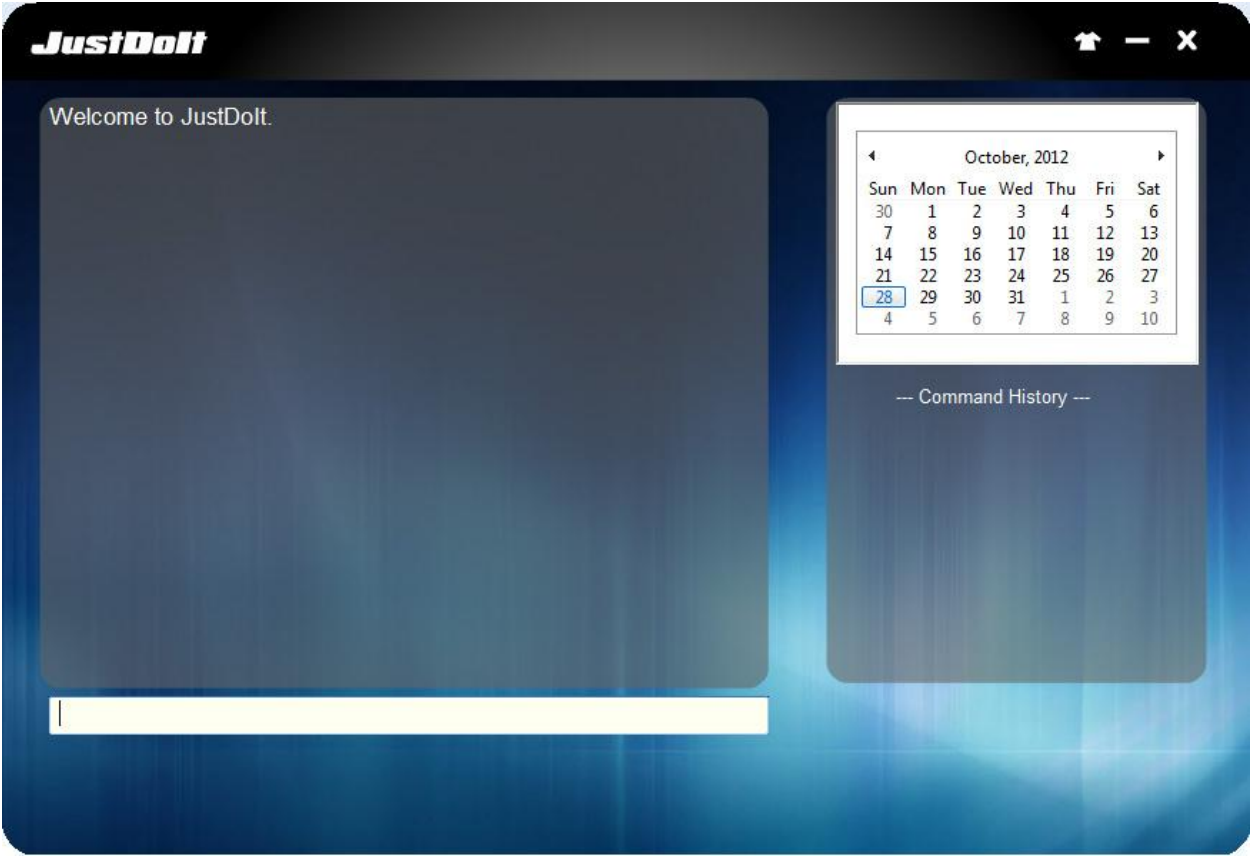 JustDoIt
Welcome to JustDoIt.
October, 2012
Sun Mon Tue Wed Thu Fri Sat
30 1 2 3 4 5 6
7 8 9 10 11 12 13
14 15 16 17 18 19 20
21 22 23 24 25 26 27
28 29 30 31 1 2 3
4 5 6 7 8 9 10
--- Command History ---